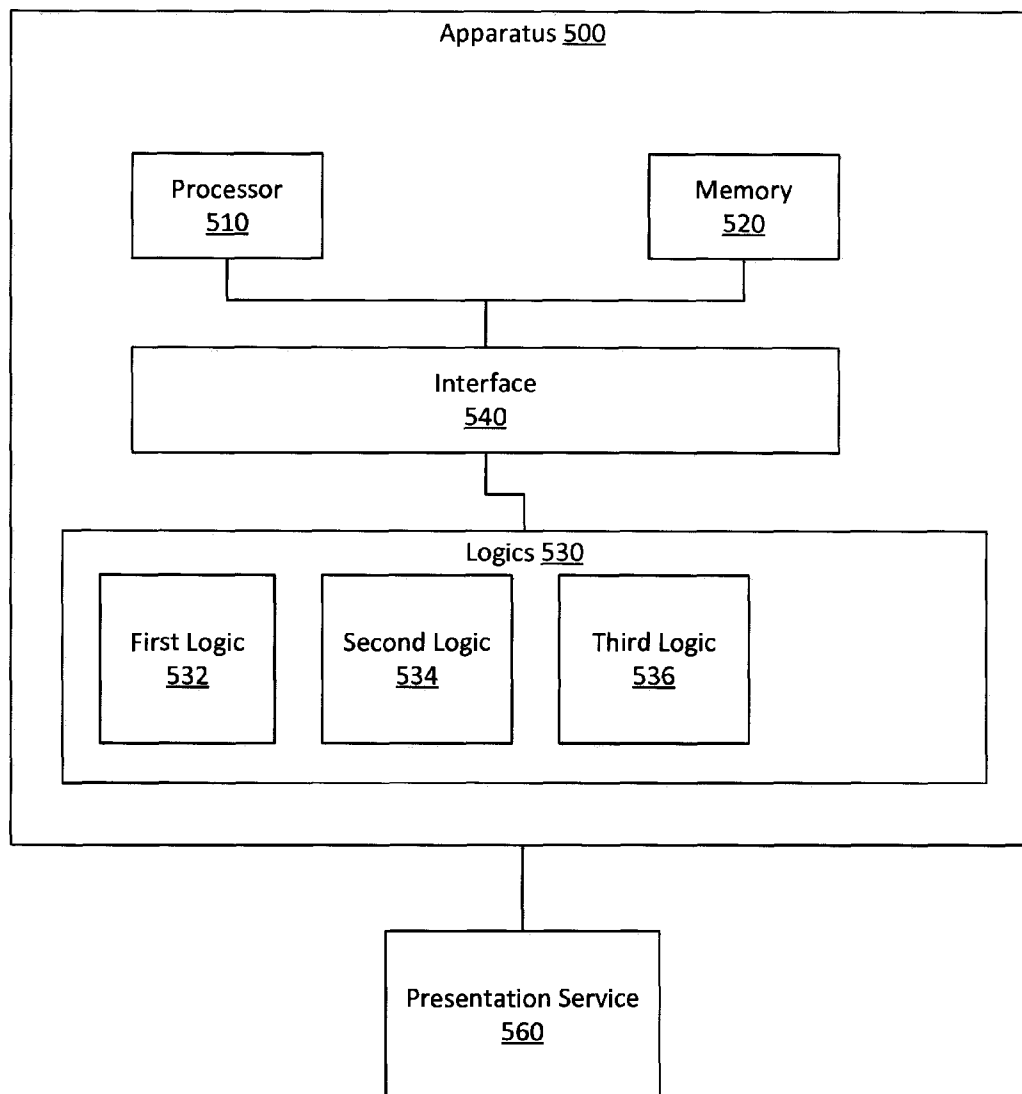 Apparatus 500
Processor
510
Memory
520
Interface
540
Logics 530
First Logic
532
Second Logic
534
Third Logic
536
Presentation Service
560